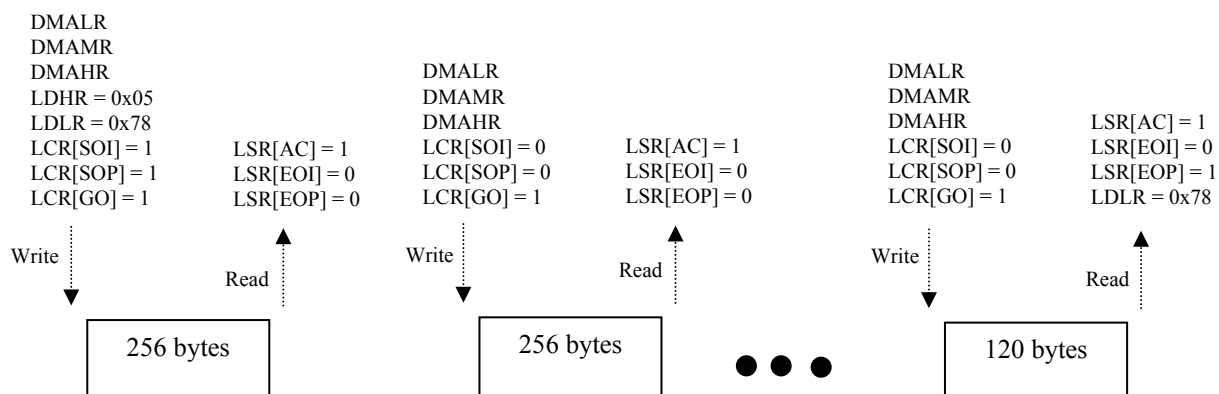 DMALR
DMAMR
DMAHR
LDHR = 0x05
LDLR = 0x78
LCR[SOI] = 1
LCR[SOP] = 1
LCR[GO] = 1
LSR[AC] = 1
LSR[EOI] = 0
LSR[EOP] = 0
Write
Read
256 bytes
DMALR
DMAMR
DMAHR
LCR[SOI] = 0
LCR[SOP] = 0
LCR[GO] = 1
LSR[AC] = 1
LSR[EOI] = 0
LSR[EOP] = 0
Write
Read
256 bytes
DMALR
DMAMR
DMAHR
LCR[SOI] = 0
LCR[SOP] = 0
LCR[GO] = 1
LSR[AC] = 1
LSR[EOI] = 0
LSR[EOP] = 1
LDLR = 0x78
Write
Read
120 bytes